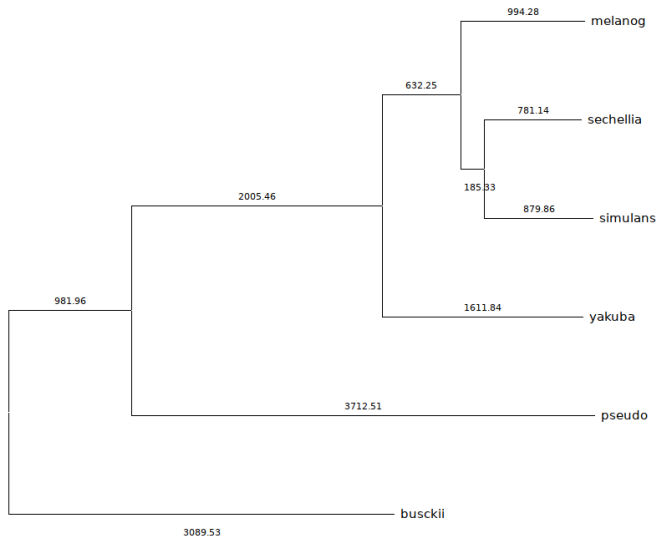 994.28
melanog
632.25
781.14
sechellia
185.33
2005.46
879.86
simulans
981.96
1611.84
yakuba
3712.51
pseudo
busckii
3089.53